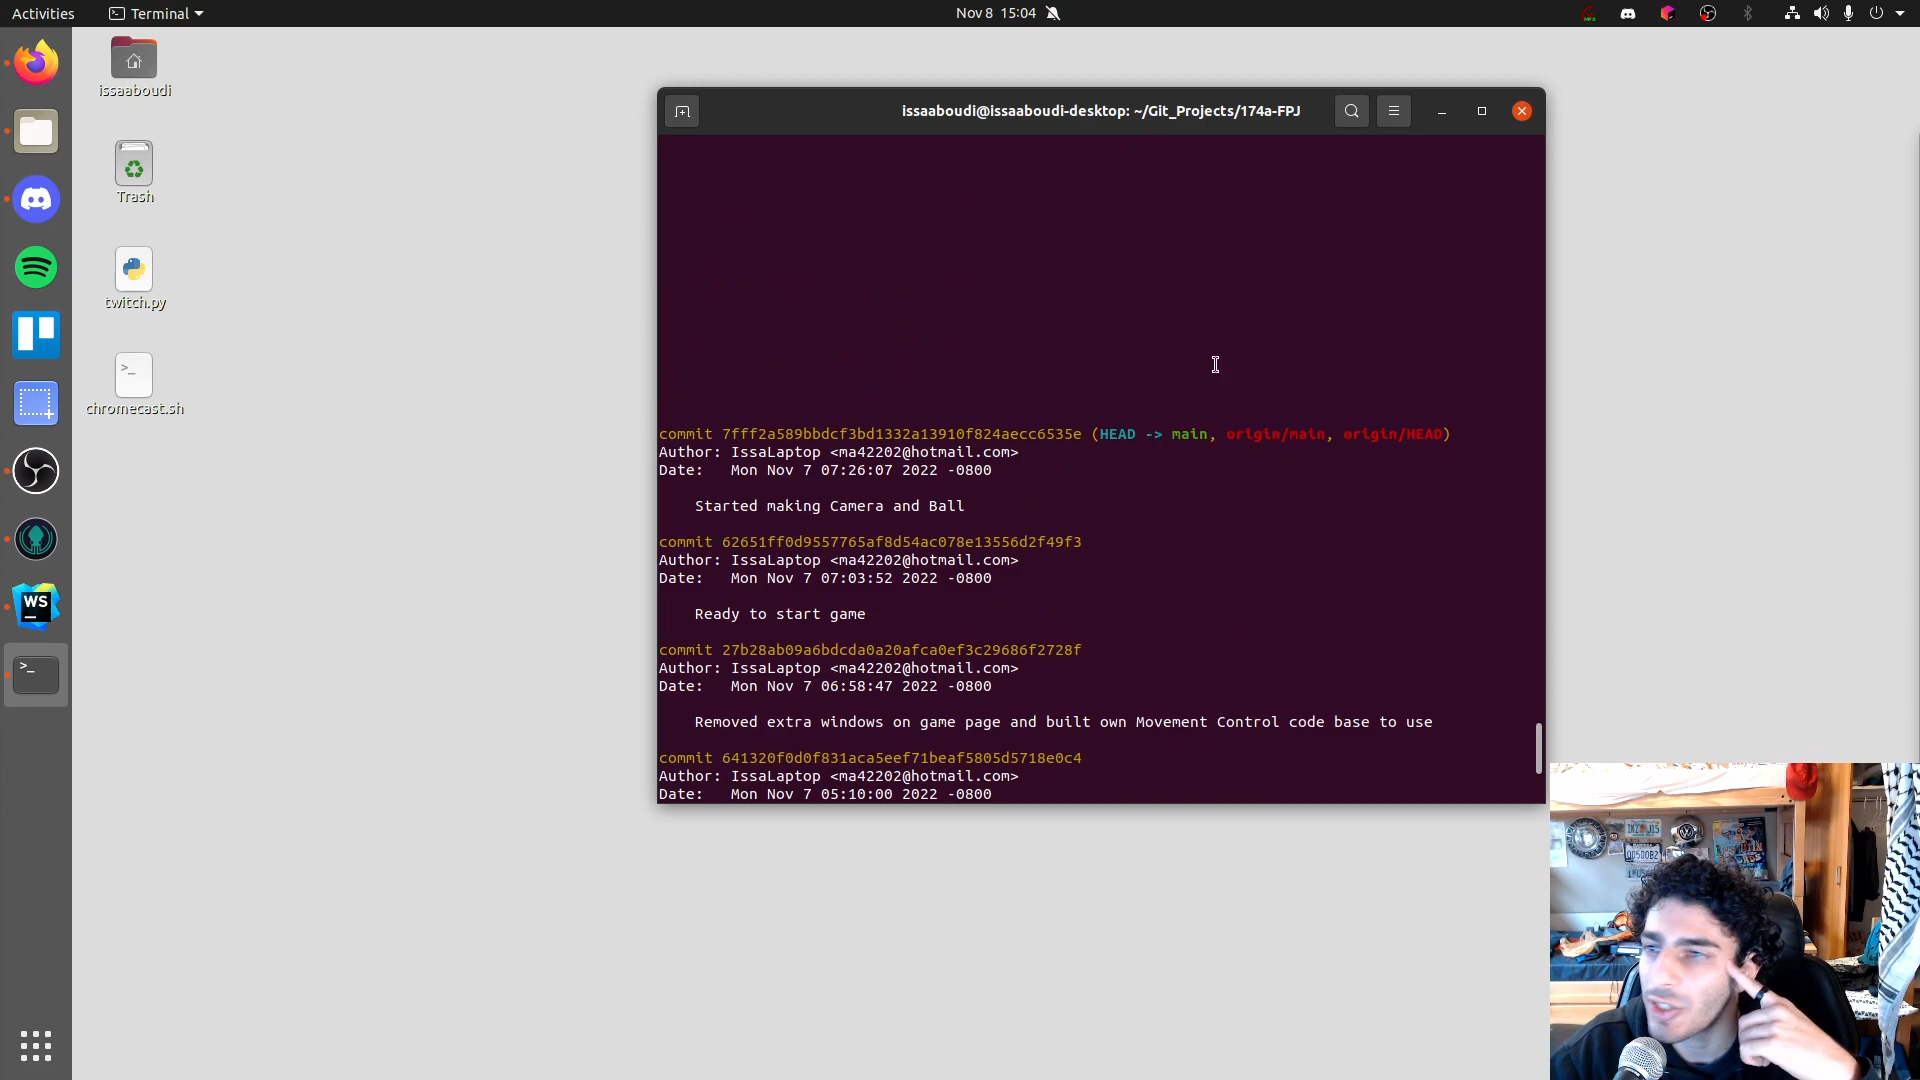 Activities
Terminal
Nov 8 15:04
issaaboudi
Trash
twitch.py
chromecast.sh
WS
issaaboudi@issaaboudi-desktop: ~/Git_Projects/174a-FPJ
commit 7fff2a589bbdcf3bd1332a13910f824aecc6535e (HEAD -> main, origin/main, origin/HEAD)
Author: IssaLaptop <ma42202@hotmail.com>
Date:   Mon Nov 7 07:26:07 2022 -0800
Started making Camera and Ball
commit 62651ff0d9557765af8d54ac078e13556d2f49f3
Author: IssaLaptop <ma42202@hotmail.com>
Date:   Mon Nov 7 07:03:52 2022 -0800
Ready to start game
commit 27b28ab09a6bdcda0a20afca0ef3c29686f2728f
Author: IssaLaptop <ma42202@hotmail.com>
Date:   Mon Nov 7 06:58:47 2022 -0800
Removed extra windows on game page and built own Movement Control code base to use
commit 641320f0d0f831aca5eef71beaf5805d5718e0c4
Author: IssaLaptop <ma42202@hotmail.com>
Date:   Mon Nov 7 05:10:00 2022 -0800